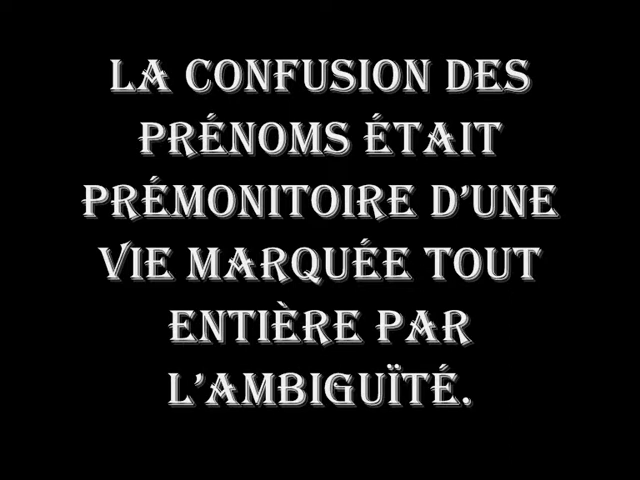 LA CONFUSION DES
PRÉNOMS ÉTAIT
PRÉMONITOIRE D’UNE
VIE MARQUÉE TOUT
ENTIÈRE PAR
L’AMBIGUÏTÉ.